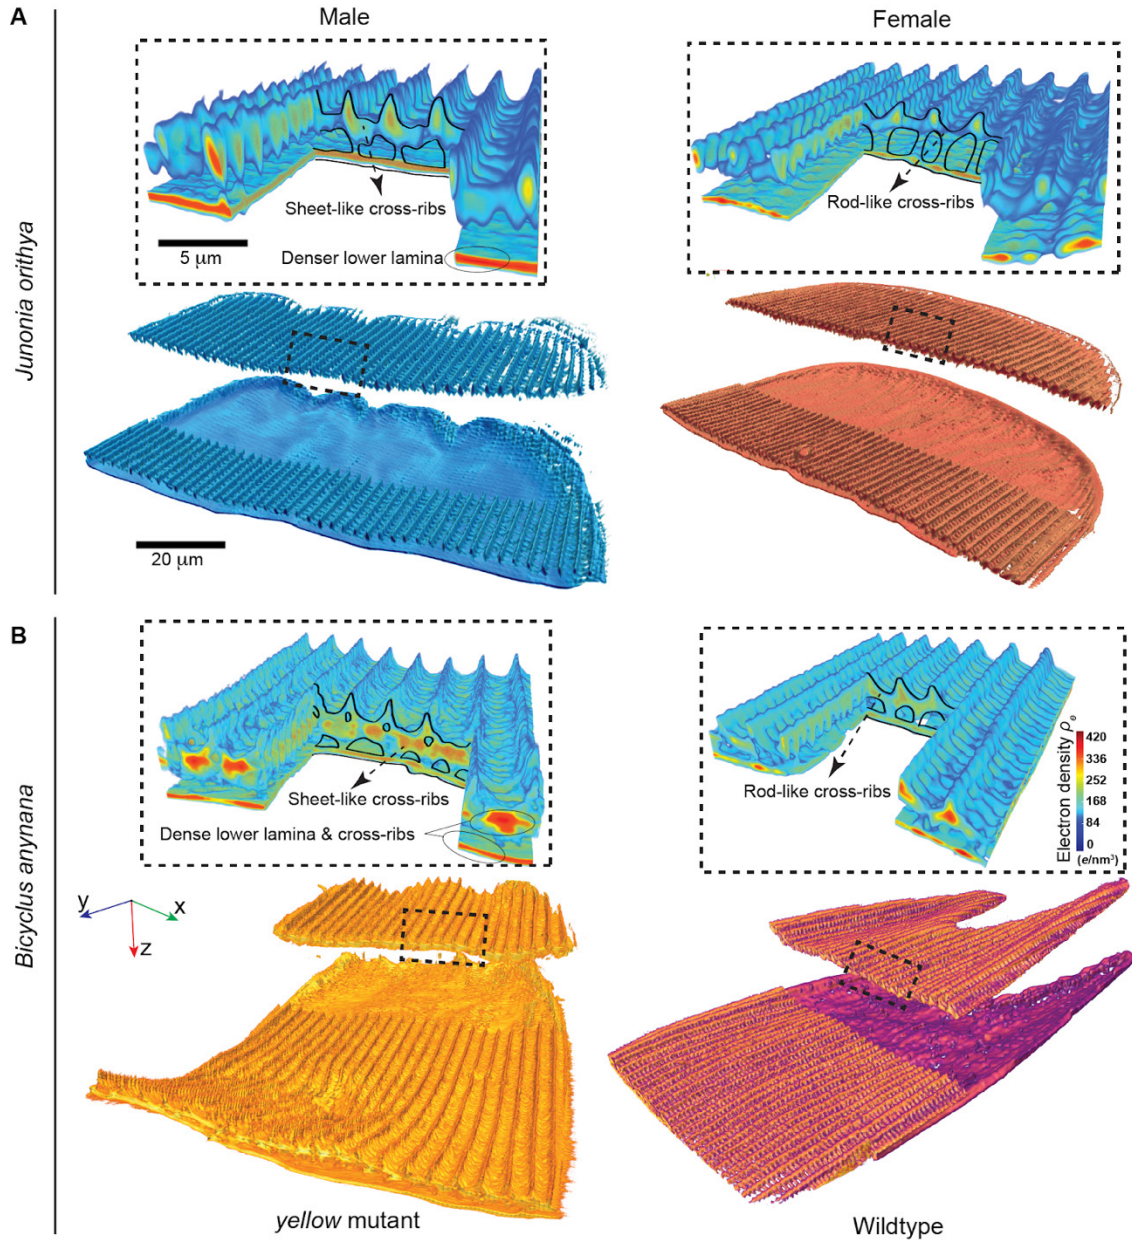 A
Male
Female
Junonia orithya
Sheet-like cross-ribs
5 μm
Denser lower lamina
Rod-like cross-ribs
20 μm
B
Bicyclus anynana
Sheet-like cross-ribs
Dense lower lamina & cross-ribs
Rod-like cross-ribs
Electron density ρe
420
336
252
168
84
0
(e/nm³)
y
x
z
yellow mutant
Wildtype